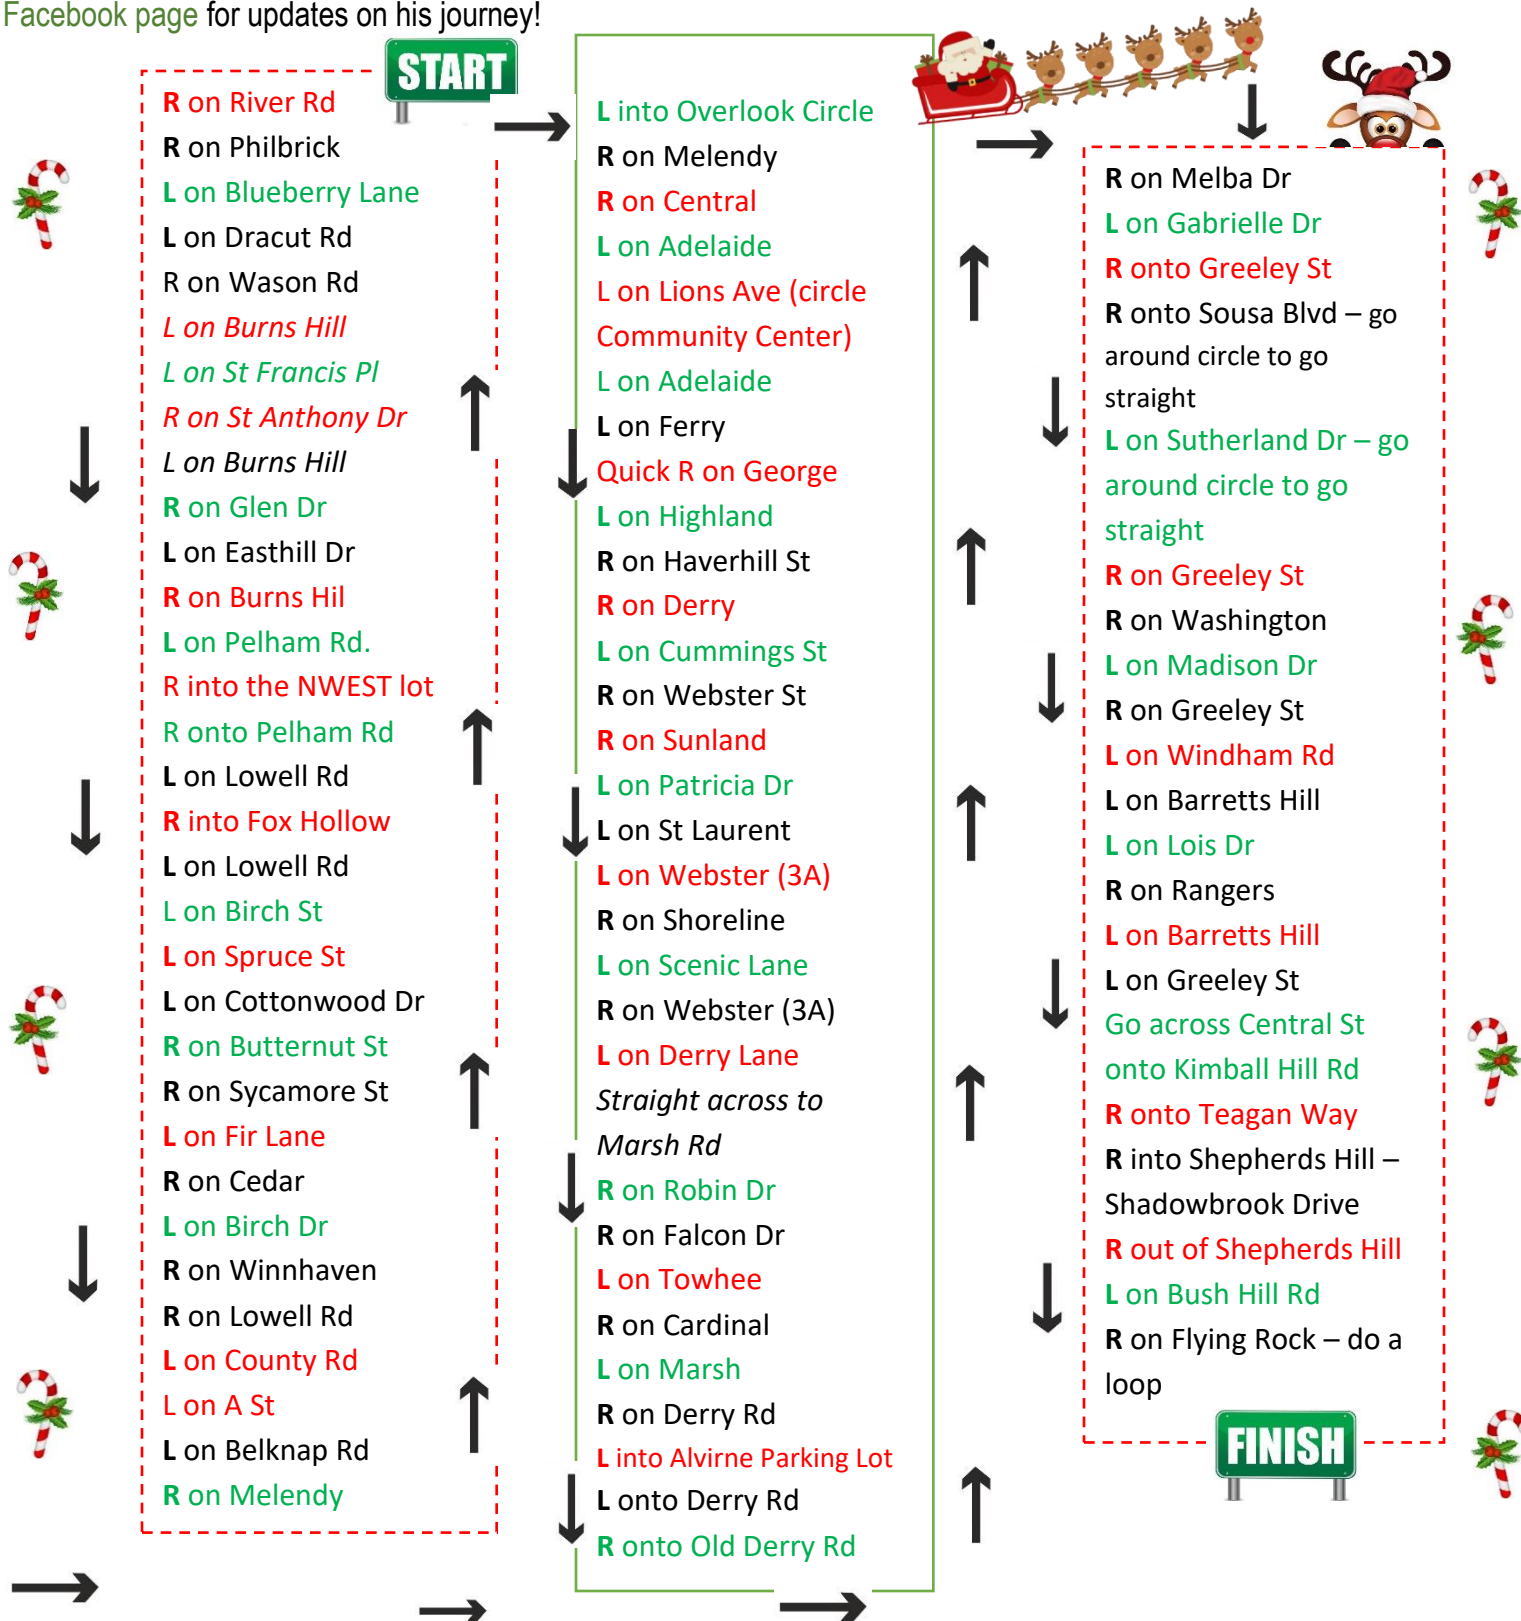 Facebook page for updates on his journey!
START
R on River Rd
R on Philbrick
L on Blueberry Lane
L on Dracut Rd
R on Wason Rd
L on Burns Hill
L on St Francis Pl
R on St Anthony Dr
L on Burns Hill
R on Glen Dr
L on Easthill Dr
R on Burns Hil
L on Pelham Rd.
R into the NWEST lot
R onto Pelham Rd
L on Lowell Rd
R into Fox Hollow
L on Lowell Rd
L on Birch St
L on Spruce St
L on Cottonwood Dr
R on Butternut St
R on Sycamore St
L on Fir Lane
R on Cedar
L on Birch Dr
R on Winnhaven
R on Lowell Rd
L on County Rd
L on A St
L on Belknap Rd
R on Melendy
L into Overlook Circle
R on Melendy
R on Central
L on Adelaide
L on Lions Ave (circle
Community Center)
L on Adelaide
L on Ferry
Quick R on George
L on Highland
R on Haverhill St
R on Derry
L on Cummings St
R on Webster St
R on Sunland
L on Patricia Dr
L on St Laurent
L on Webster (3A)
R on Shoreline
L on Scenic Lane
R on Webster (3A)
L on Derry Lane
Straight across to
Marsh Rd
R on Robin Dr
R on Falcon Dr
L on Towhee
R on Cardinal
L on Marsh
R on Derry Rd
L into Alvirne Parking Lot
L onto Derry Rd
R onto Old Derry Rd
R on Melba Dr
L on Gabrielle Dr
R onto Greeley St
R onto Sousa Blvd – go
around circle to go
straight
L on Sutherland Dr – go
around circle to go
straight
R on Greeley St
R on Washington
L on Madison Dr
R on Greeley St
L on Windham Rd
L on Barretts Hill
L on Lois Dr
R on Rangers
L on Barretts Hill
L on Greeley St
Go across Central St
onto Kimball Hill Rd
R onto Teagan Way
R into Shepherds Hill –
Shadowbrook Drive
R out of Shepherds Hill
L on Bush Hill Rd
R on Flying Rock – do a
loop
FINISH